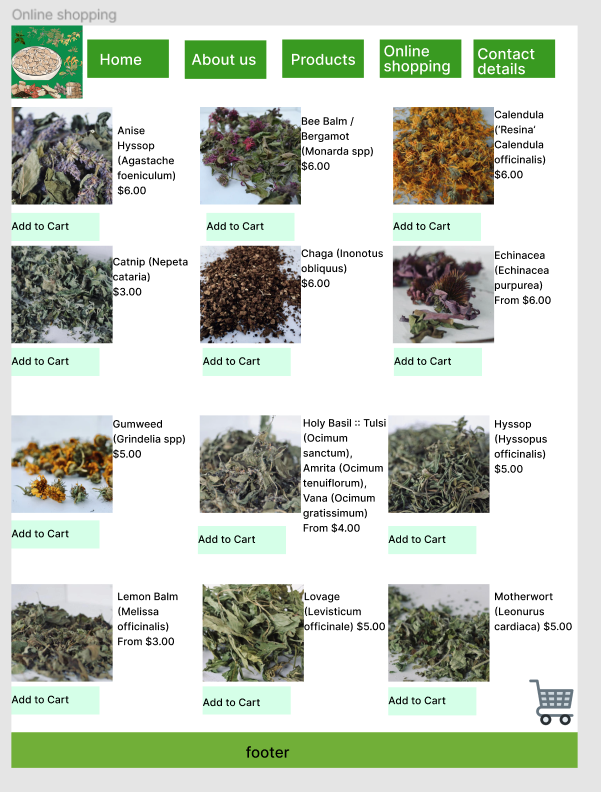 Online shopping
Home
About us
Products
Online
shopping
Contact
details
Anise
Hyssop
(Agastache
foeniculum)
$6.00
Bee Balm /
Bergamot
(Monarda spp)
$6.00
Calendula
(‘Resina’
Calendula
officinalis)
$6.00
Add to Cart
Add to Cart
Add to Cart
Catnip (Nepeta
cataria)
$3.00
Chaga (Inonotus
obliquus)
$6.00
Echinacea
(Echinacea
purpurea)
From $6.00
Add to Cart
Add to Cart
Add to Cart
Gumweed
(Grindelia spp)
$5.00
Holy Basil :: Tulsi
(Ocimum
sanctum),
Amrita (Ocimum
tenuiflorum),
Vana (Ocimum
gratissimum)
From $4.00
Hyssop
(Hyssopus
officinalis)
$5.00
Add to Cart
Add to Cart
Add to Cart
Lemon Balm
(Melissa
officinalis)
From $3.00
Lovage
(Levisticum
officinale) $5.00
Motherwort
(Leonurus
cardiaca) $5.00
Add to Cart
Add to Cart
Add to Cart
footer